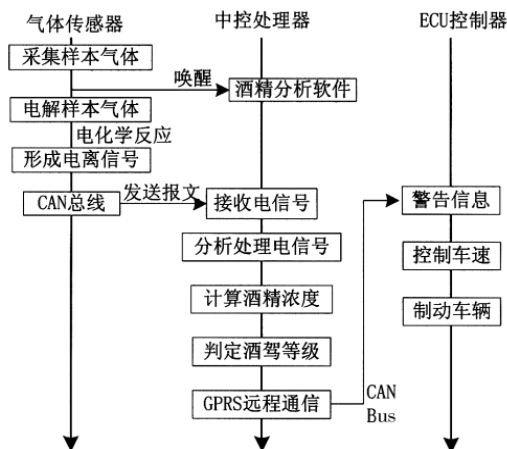 气体传感器
中控处理器
ECU控制器
采集样本气体
唤醒
酒精分析软件
电解样本气体
电化学反应
形成电离信号
CAN总线
发送报文
接收电信号
警告信息
分析处理电信号
控制车速
计算酒精浓度
制动车辆
判定酒驾等级
GPRS远程通信
CAN
Bus